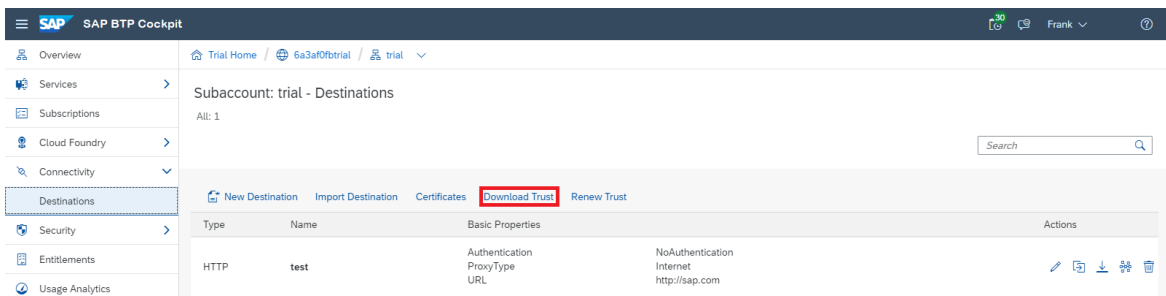 SAP SAP BTP Cockpit 30 Frank
Overview
Services
Subscriptions
Cloud Foundry
Connectivity
Destinations
Security
Entitlements
Usage Analytics
Trial Home / 6a3af0fbtrial / trial
Subaccount: trial - Destinations
All: 1
Search
New Destination Import Destination Certificates Download Trust Renew Trust
Type Name Basic Properties Actions
HTTP test
Authentication NoAuthentication
ProxyType Internet
URL http://sap.com